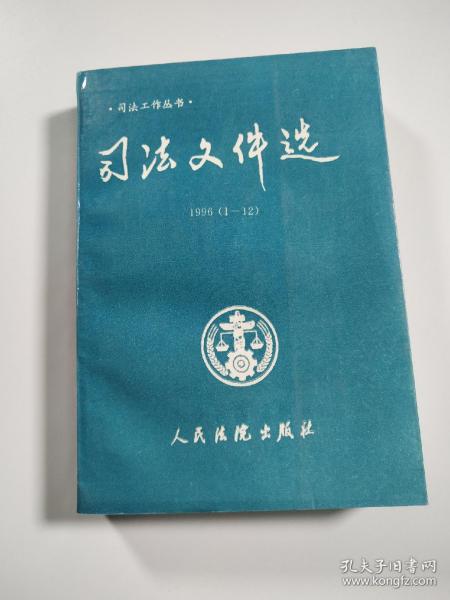 ·司法工作丛书·
司法文件选
1996(1—12)
人民法院出版社
孔夫子旧书网
www.kongfz.com